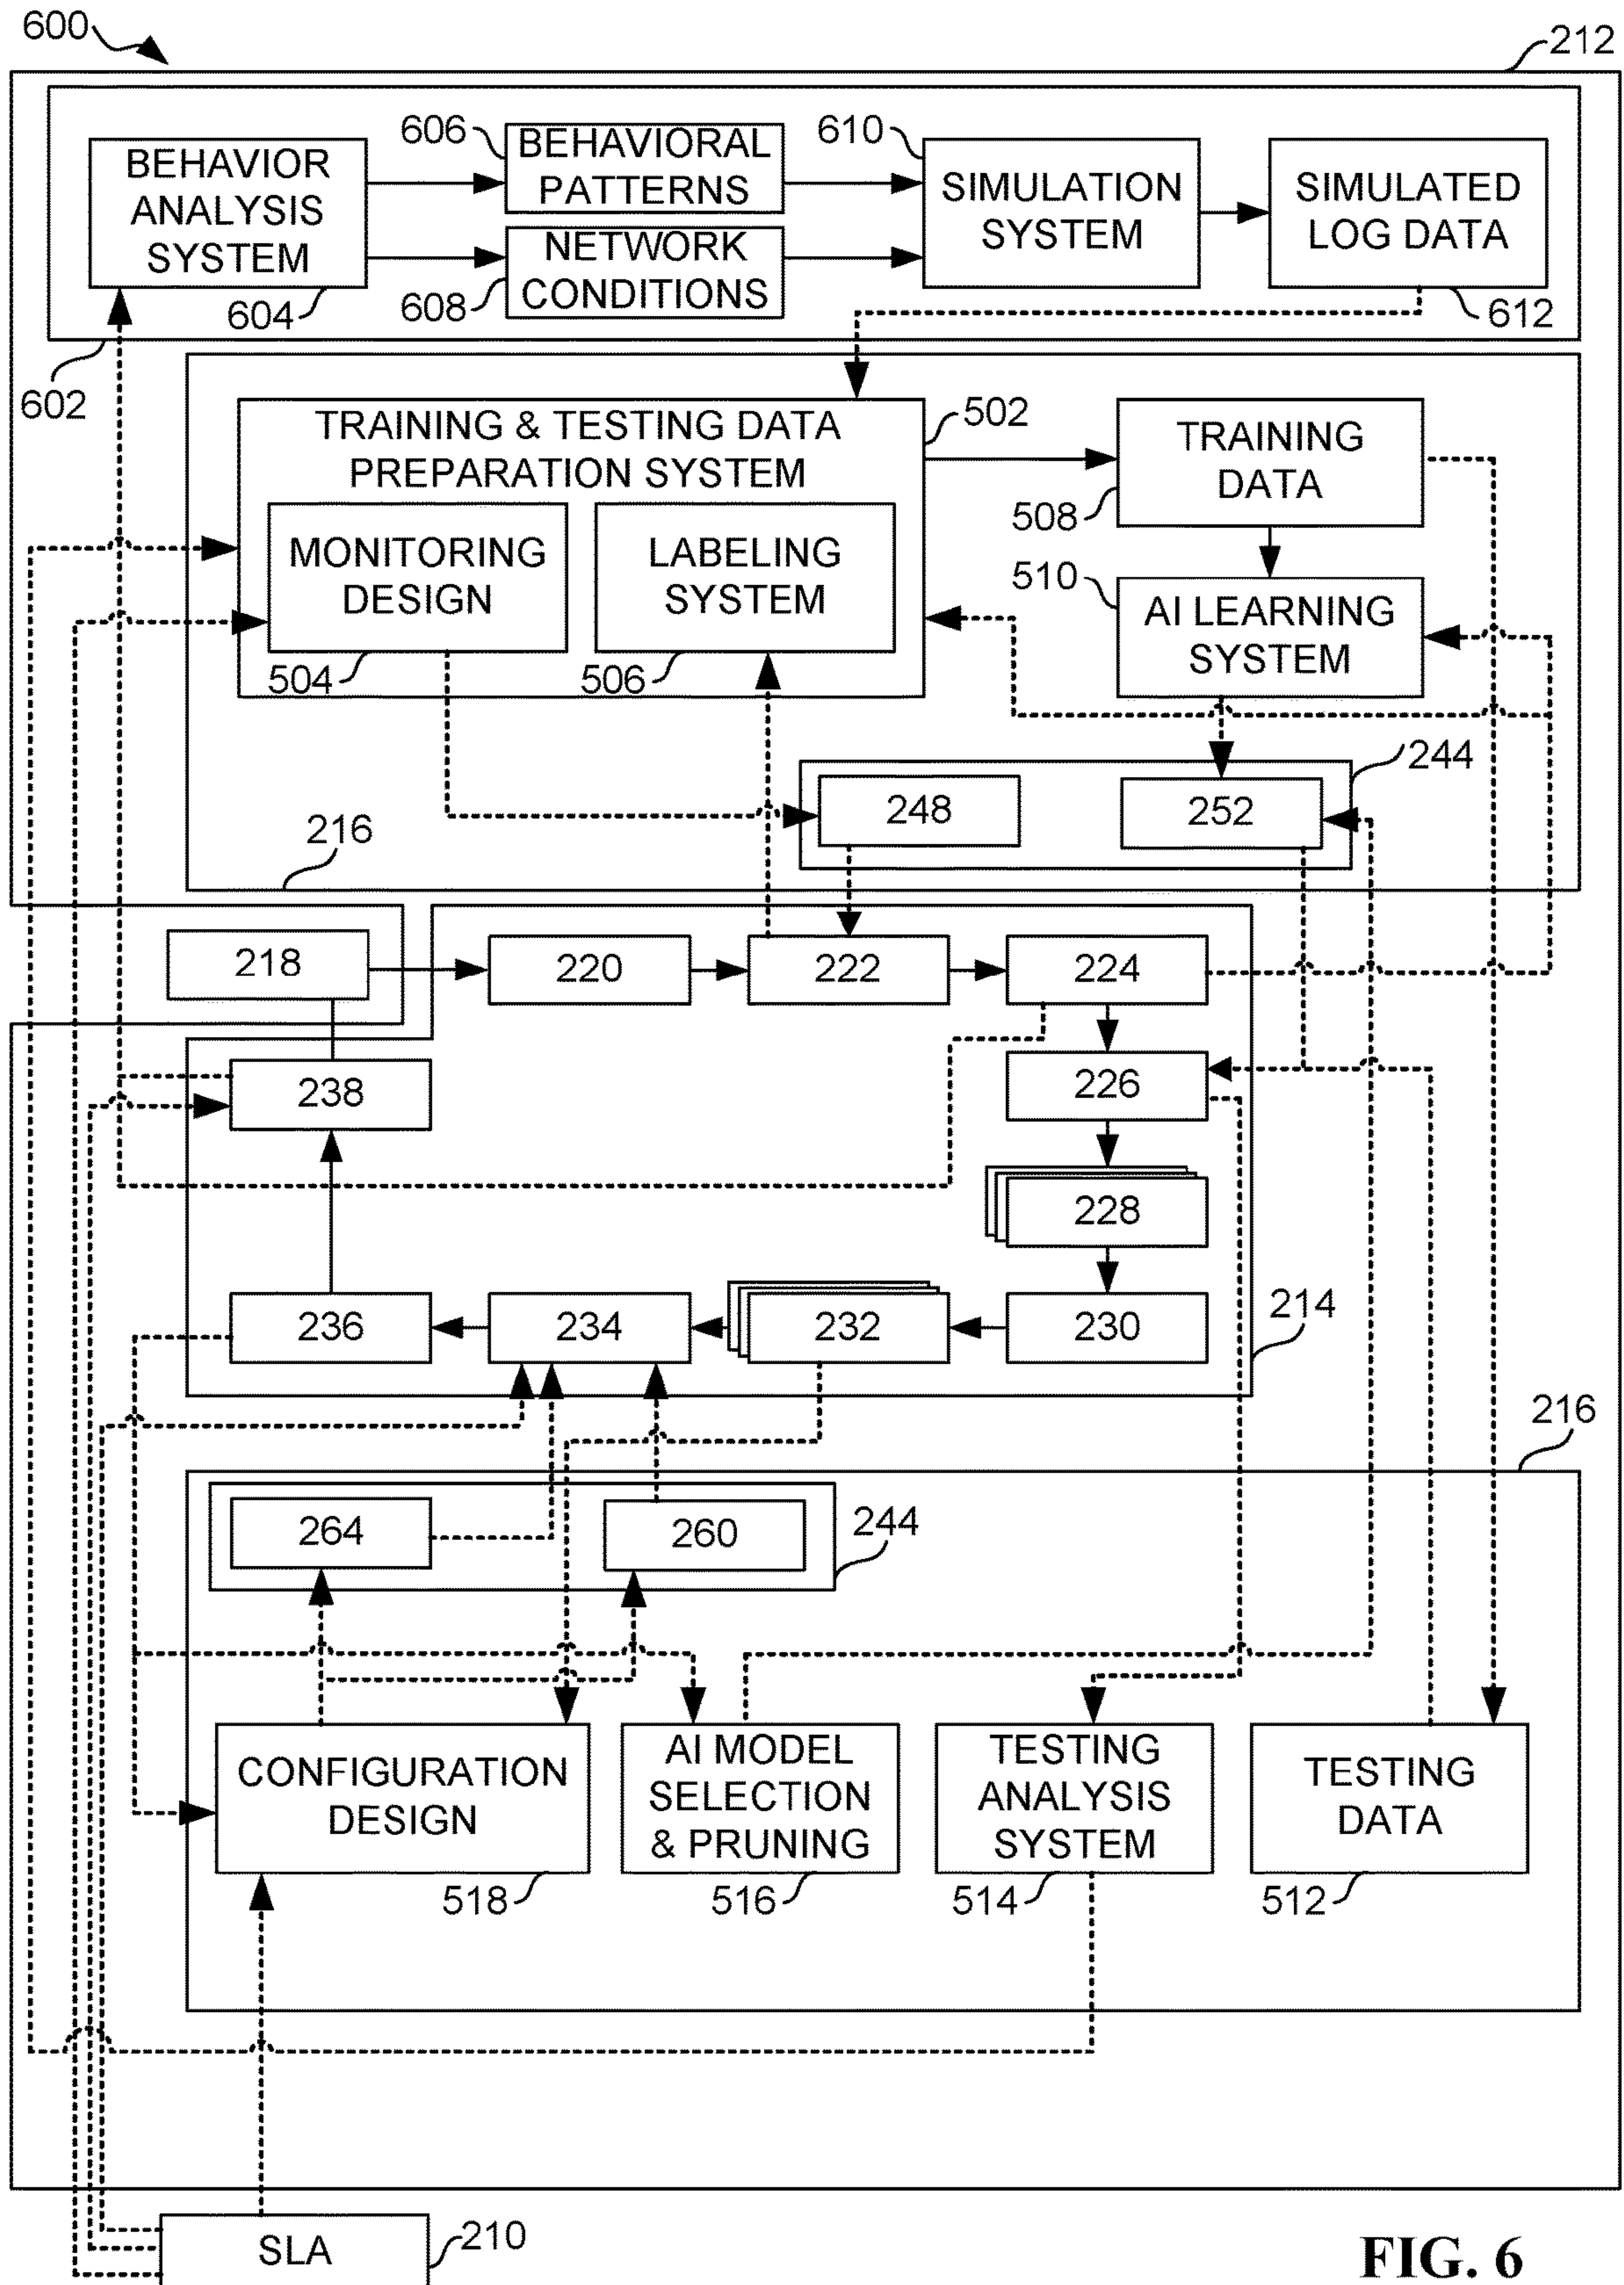 600
212
606
BEHAVIORAL
PATTERNS
610
BEHAVIOR
ANALYSIS
SYSTEM
SIMULATION
SYSTEM
SIMULATED
LOG DATA
NETWORK
CONDITIONS
604
608
612
602
TRAINING & TESTING DATA
PREPARATION SYSTEM
502
TRAINING
DATA
508
MONITORING
DESIGN
LABELING
SYSTEM
510
AI LEARNING
SYSTEM
504
506
244
248
252
216
218
220
222
224
238
226
228
236
234
232
230
214
216
264
260
244
CONFIGURATION
DESIGN
AI MODEL
SELECTION
& PRUNING
TESTING
ANALYSIS
SYSTEM
TESTING
DATA
518
516
514
512
SLA
210
FIG. 6